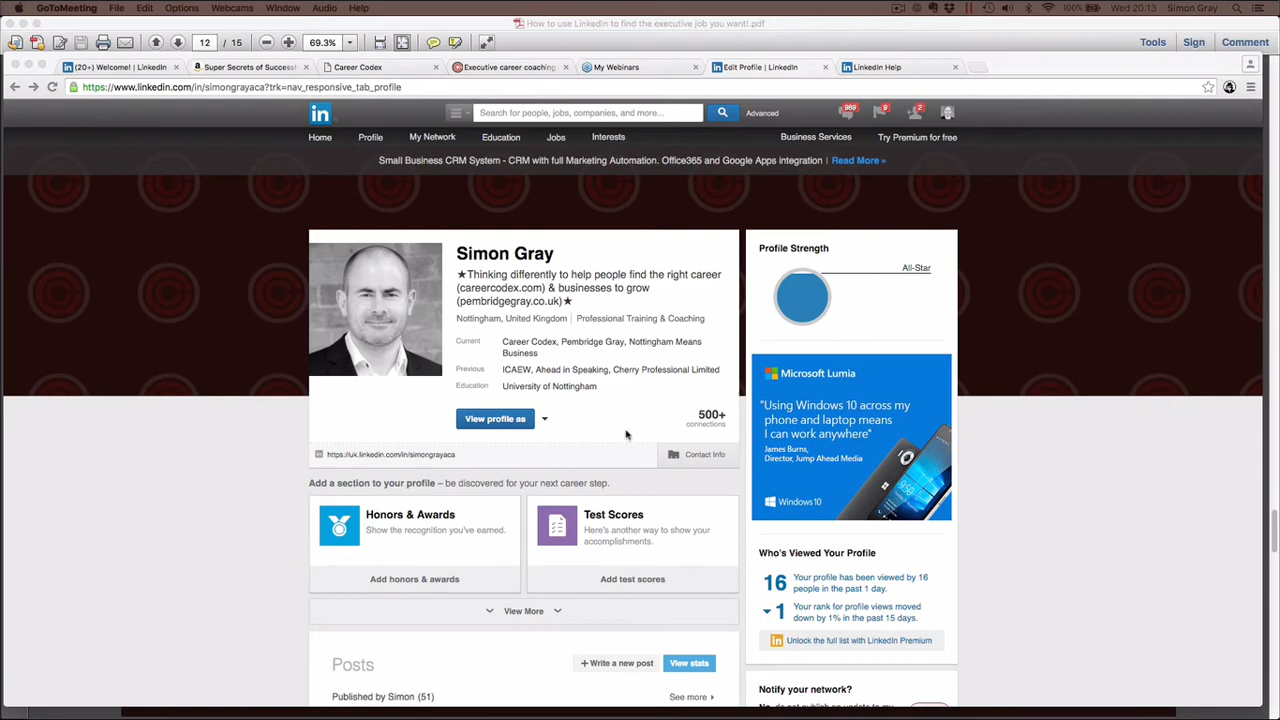 GoToMeeting File Edit Options Webcams Window Audio Help 100% Wed 20:13 Simon Gray
How to use LinkedIn to find the executive job you want!.pdf
12 / 15 69.3% Tools Sign Comment
(20+) Welcome! | LinkedIn × Super Secrets of Successf × Career Codex × Executive career coaching × My Webinars × Edit Profile | LinkedIn × LinkedIn Help ×
https://www.linkedin.com/in/simongrayaca?trk=nav_responsive_tab_profile
in Search for people, jobs, companies, and more... Advanced 989 9 2
Home Profile My Network Education Jobs Interests Business Services Try Premium for free
Small Business CRM System - CRM with full Marketing Automation. Office365 and Google Apps integration | Read More »
Simon Gray
★Thinking differently to help people find the right career
(careercodex.com) & businesses to grow
(pembridgegray.co.uk)★
Nottingham, United Kingdom | Professional Training & Coaching
Current Career Codex, Pembridge Gray, Nottingham Means
Business
Previous ICAEW, Ahead in Speaking, Cherry Professional Limited
Education University of Nottingham
View profile as
500+
connections
https://uk.linkedin.com/in/simongrayaca Contact Info
Add a section to your profile – be discovered for your next career step.
Honors & Awards
Show the recognition you've earned.
Add honors & awards
Test Scores
Here's another way to show your
accomplishments.
Add test scores
View More
Posts + Write a new post View stats
Published by Simon (51) See more
Profile Strength
All-Star
Microsoft Lumia
"Using Windows 10 across my
phone and laptop means
I can work anywhere"
James Burns,
Director, Jump Ahead Media
9:50
Windows 10
Who's Viewed Your Profile
16 Your profile has been viewed by 16
people in the past 1 day.
1 Your rank for profile views moved
down by 1% in the past 15 days.
in Unlock the full list with LinkedIn Premium
Notify your network?